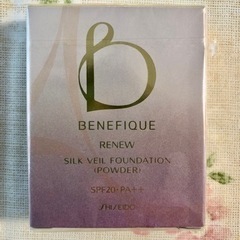 BENEFIQUE
RENEW
SILK VEIL FOUNDATION
(POWDER)
SPF20・PA++
SHISEIDO